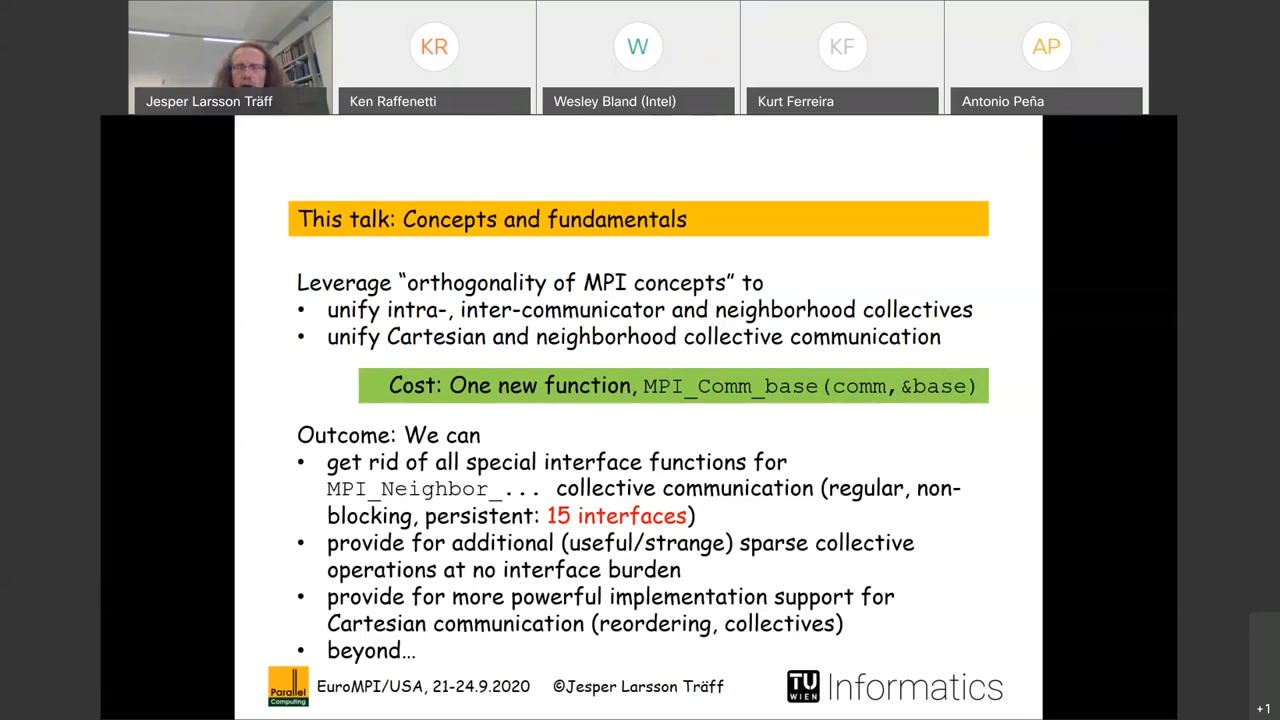 KR
W
KF
AP
Jesper Larsson Träff
Ken Raffenetti
Wesley Bland (Intel)
Kurt Ferreira
Antonio Peña
This talk: Concepts and fundamentals
Leverage “orthogonality of MPI concepts” to
• unify intra-, inter-communicator and neighborhood collectives
• unify Cartesian and neighborhood collective communication
Cost: One new function, MPI_Comm_base(comm,&base)
Outcome: We can
• get rid of all special interface functions for
MPI_Neighbor_... collective communication (regular, non-
blocking, persistent: 15 interfaces)
• provide for additional (useful/strange) sparse collective
operations at no interface burden
• provide for more powerful implementation support for
Cartesian communication (reordering, collectives)
• beyond…
Parallel
Computing
EuroMPI/USA, 21-24.9.2020 ©Jesper Larsson Träff
TU
WIEN
Informatics
+1